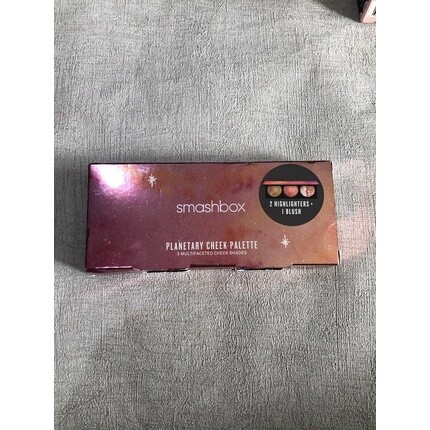 smashbox
2 HIGHLIGHTERS +
1 BLUSH
PLANETARY CHEEK PALETTE
3 MULTIFACETED CHEEK SHADES